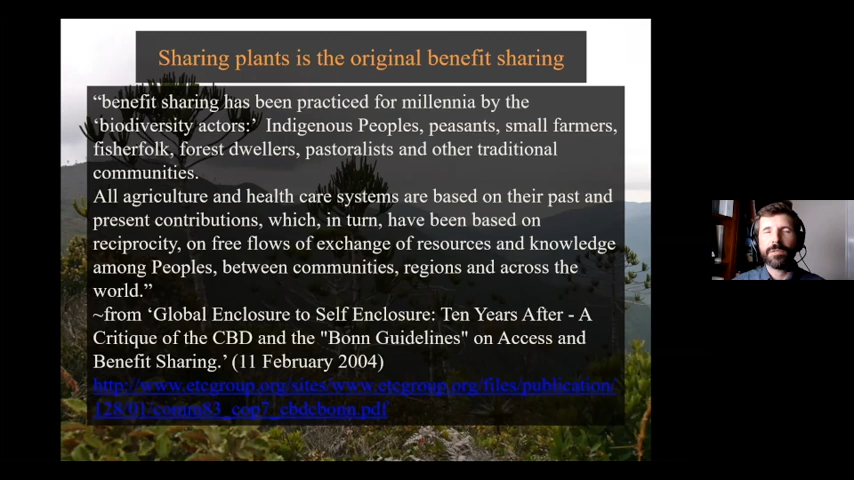 Sharing plants is the original benefit sharing
“benefit sharing has been practiced for millennia by the
‘biodiversity actors:’ Indigenous Peoples, peasants, small farmers,
fisherfolk, forest dwellers, pastoralists and other traditional
communities.
All agriculture and health care systems are based on their past and
present contributions, which, in turn, have been based on
reciprocity, on free flows of exchange of resources and knowledge
among Peoples, between communities, regions and across the
world.”
~from ‘Global Enclosure to Self Enclosure: Ten Years After - A
Critique of the CBD and the "Bonn Guidelines" on Access and
Benefit Sharing.’ (11 February 2004)
http://www.etcgroup.org/sites/www.etcgroup.org/files/publication/
128/01/comm83_cop7_cbdcbonn.pdf